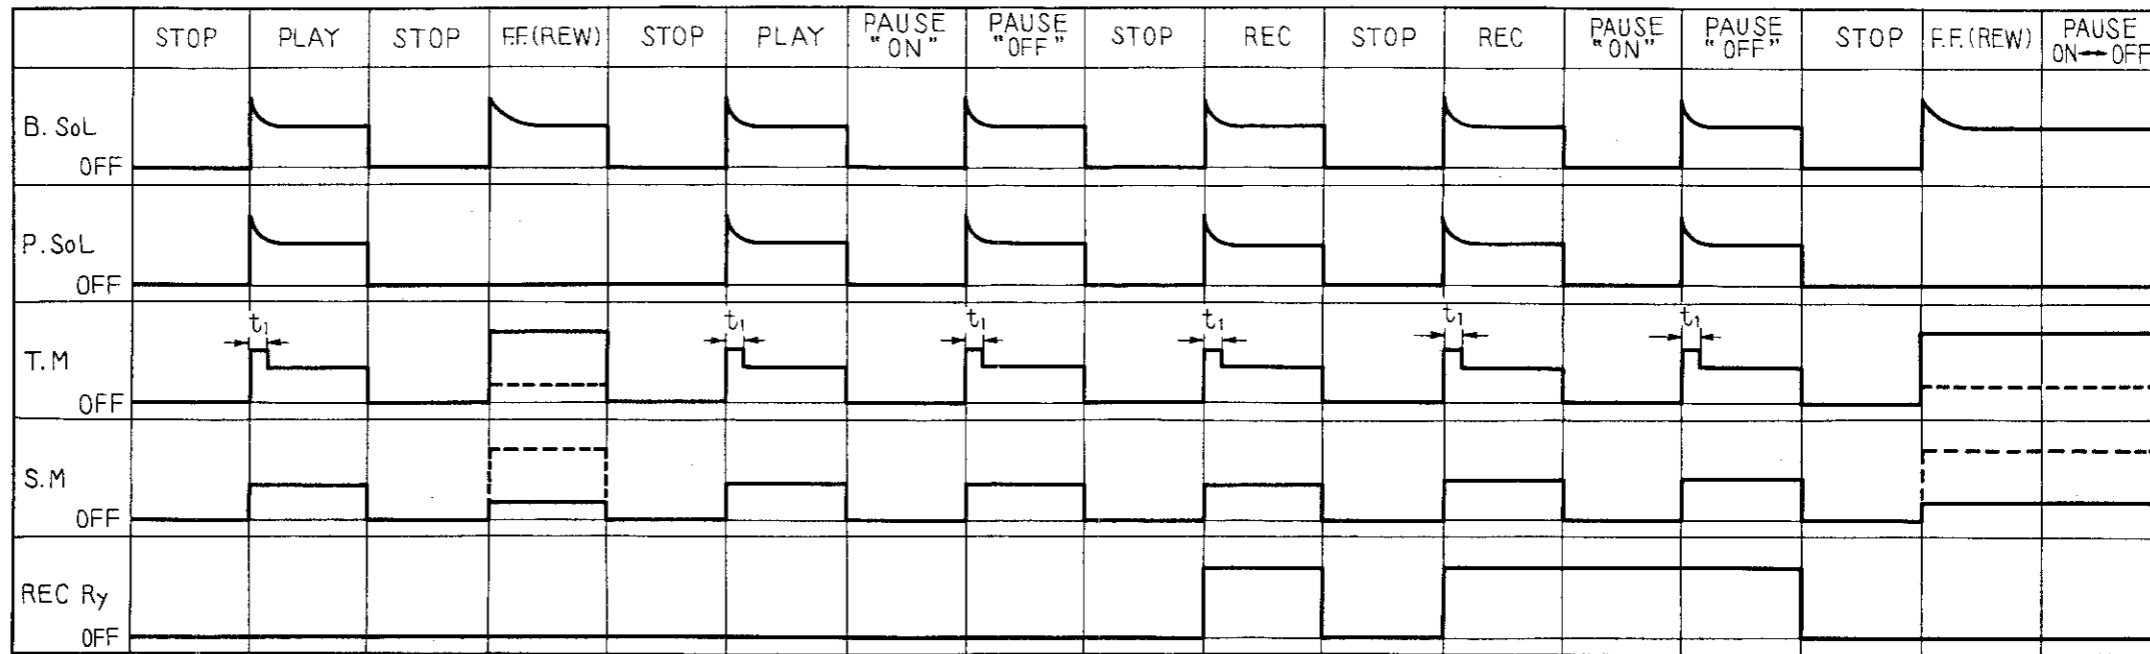 STOP PLAY STOP F.F.(REW) STOP PLAY PAUSE "ON" PAUSE "OFF" STOP REC STOP REC PAUSE "ON" PAUSE "OFF" STOP F.F.(REW) PAUSE ON↔OFF
B. SoL
OFF
P. SoL
OFF
t1 t1 t1 t1 t1 t1
T. M
OFF
S. M
OFF
REC Ry
OFF